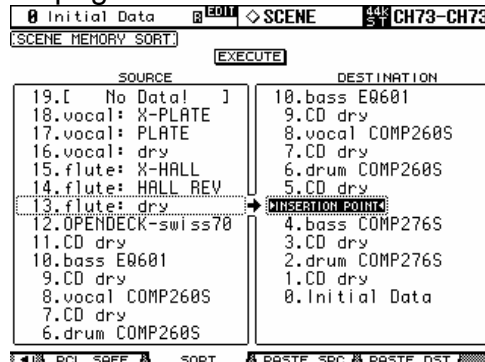 0 Initial Data R EDIT ◇SCENE 44k ST CH73-CH73
SCENE MEMORY SORT
EXECUTE
SOURCE
19.[ No Data! ]
18.vocal: X-PLATE
17.vocal: PLATE
16.vocal: dry
15.flute: X-HALL
14.flute: HALL REV
13.flute: dry
12.OPENDECK-swiss70
11.CD dry
10.bass EQ601
9.CD dry
8.vocal COMP260S
7.CD dry
6.drum COMP260S
DESTINATION
10.bass EQ601
9.CD dry
8.vocal COMP260S
7.CD dry
6.drum COMP260S
5.CD dry
INSERTION POINT
4.bass COMP276S
3.CD dry
2.drum COMP276S
1.CD dry
0.Initial Data
RCL SAFE SORT PASTE SRC PASTE DST